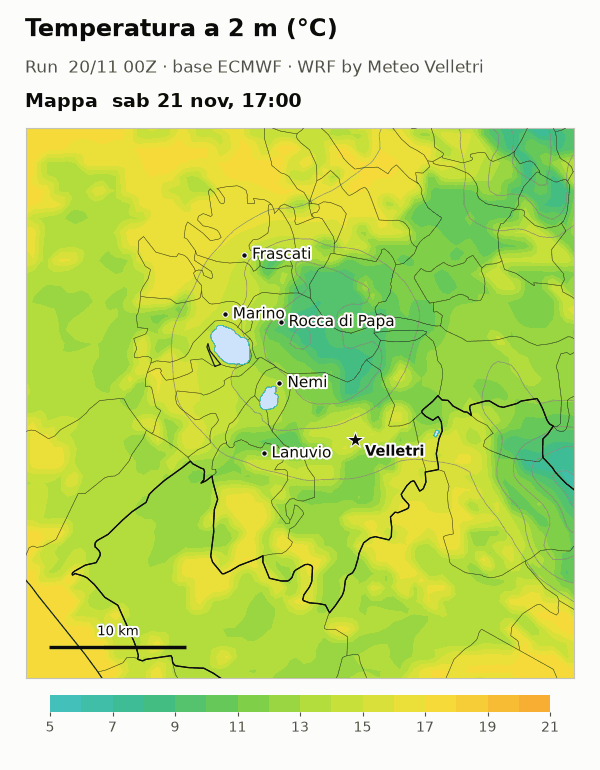 Temperatura a 2 m (°C)
Run  20/11 00Z · base ECMWF · WRF by Meteo Velletri
Mappa  sab 21 nov, 17:00
Frascati
Marino
Rocca di Papa
Nemi
Velletri
Lanuvio
10 km
5 7 9 11 13 15 17 19 21